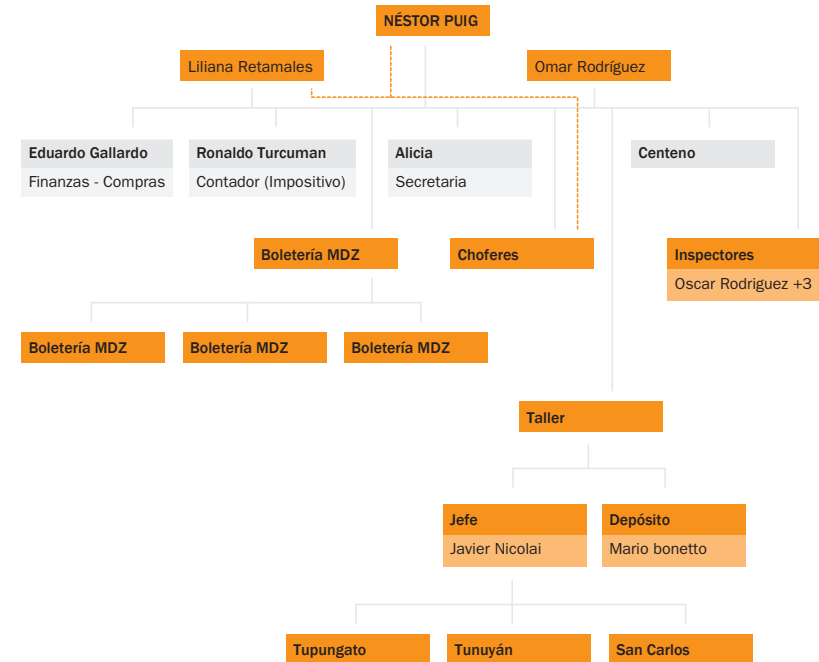 NÉSTOR PUIG
Liliana Retamales
Omar Rodríguez
Eduardo Gallardo
Finanzas - Compras
Ronaldo Turcuman
Contador (Impositivo)
Alicia
Secretaria
Centeno
Boletería MDZ
Choferes
Inspectores
Oscar Rodriguez +3
Boletería MDZ
Boletería MDZ
Boletería MDZ
Taller
Jefe
Javier Nicolai
Depósito
Mario bonetto
Tupungato
Tunuyán
San Carlos